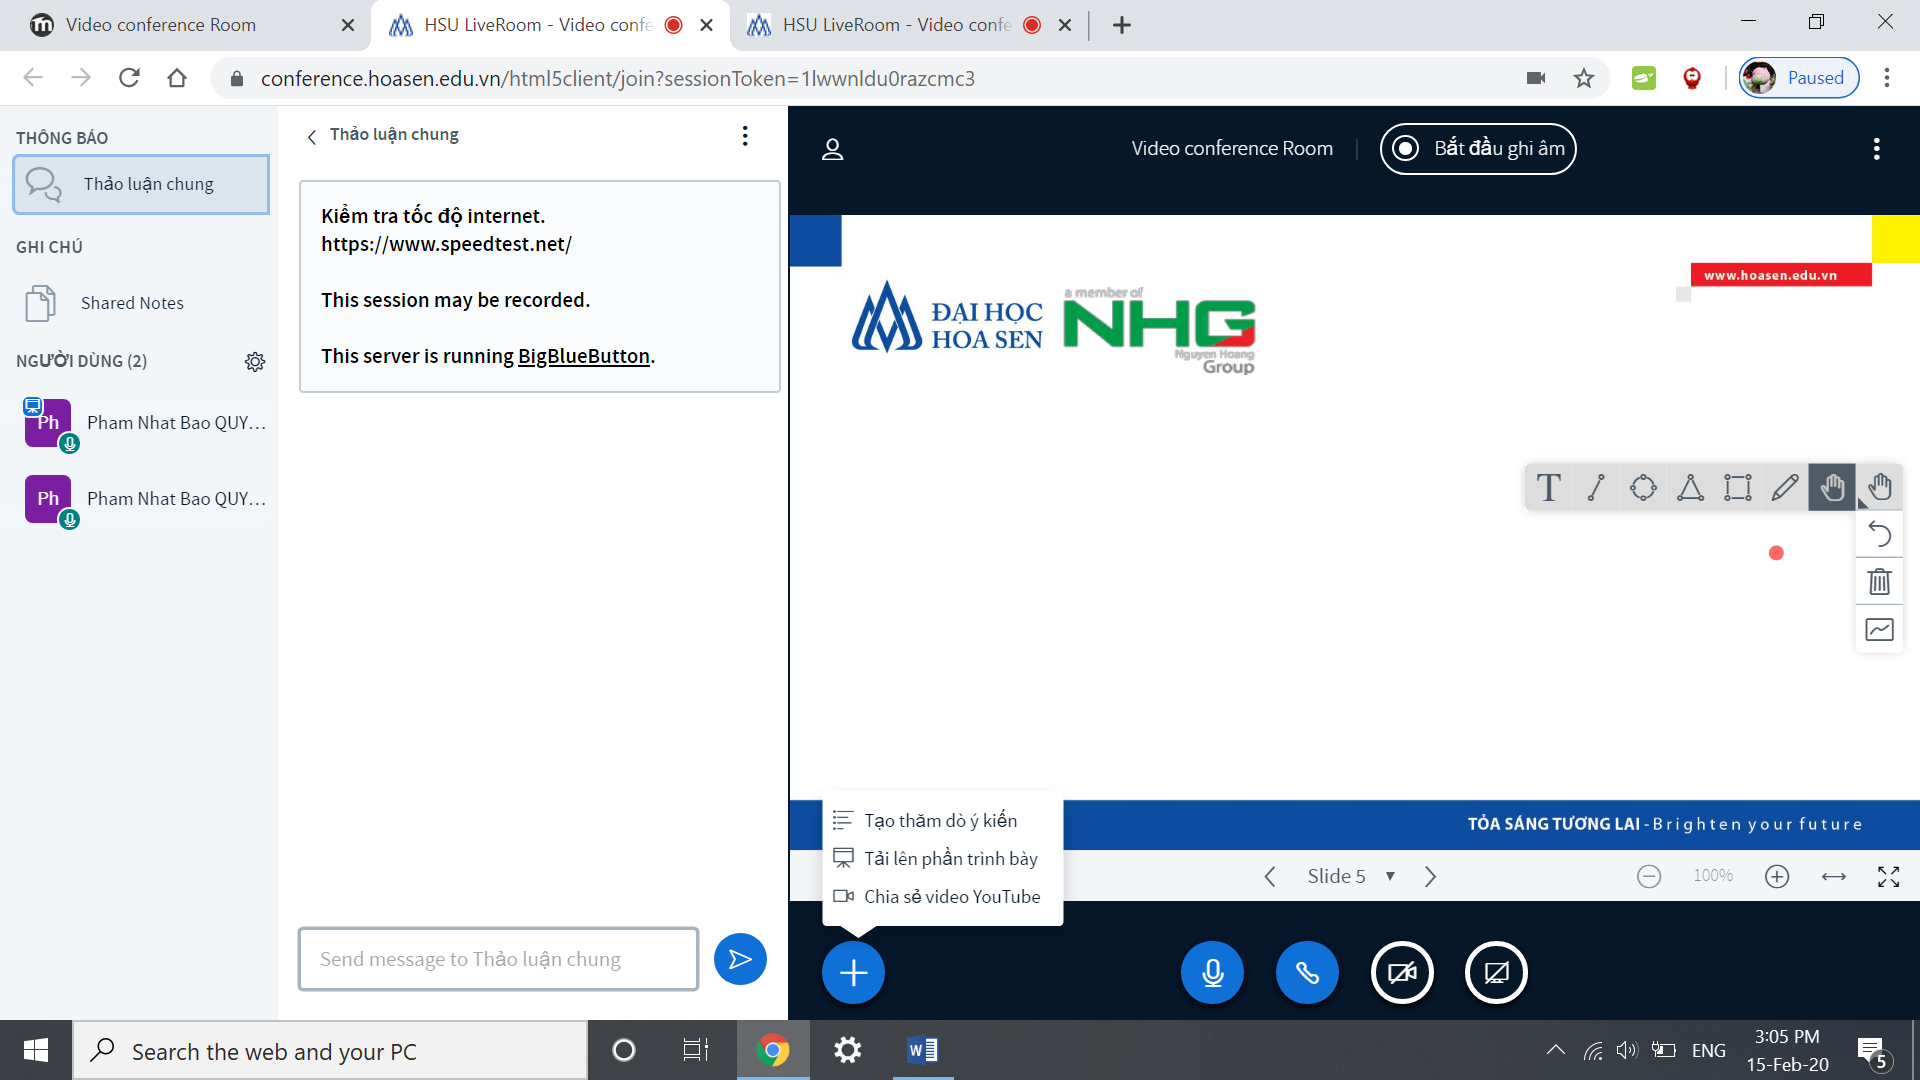 Video conference Room
HSU LiveRoom - Video confe
HSU LiveRoom - Video confe
conference.hoasen.edu.vn/html5client/join?sessionToken=1lwwnldu0razcmc3
Paused
THÔNG BÁO
Thảo luận chung
GHI CHÚ
Shared Notes
NGƯỜI DÙNG (2)
Ph
Pham Nhat Bao QUY...
Ph
Pham Nhat Bao QUY...
Thảo luận chung
Kiểm tra tốc độ internet.
https://www.speedtest.net/
This session may be recorded.
This server is running BigBlueButton.
Send message to Thảo luận chung
Video conference Room
Bắt đầu ghi âm
www.hoasen.edu.vn
ĐẠI HỌC
HOA SEN
a member of
NHG
Nguyen Hoang
Group
T
TỎA SÁNG TƯƠNG LAI - Brighten your future
Tạo thăm dò ý kiến
Tải lên phần trình bày
Chia sẻ video YouTube
Slide 5
100%
Search the web and your PC
ENG
3:05 PM
15-Feb-20
5